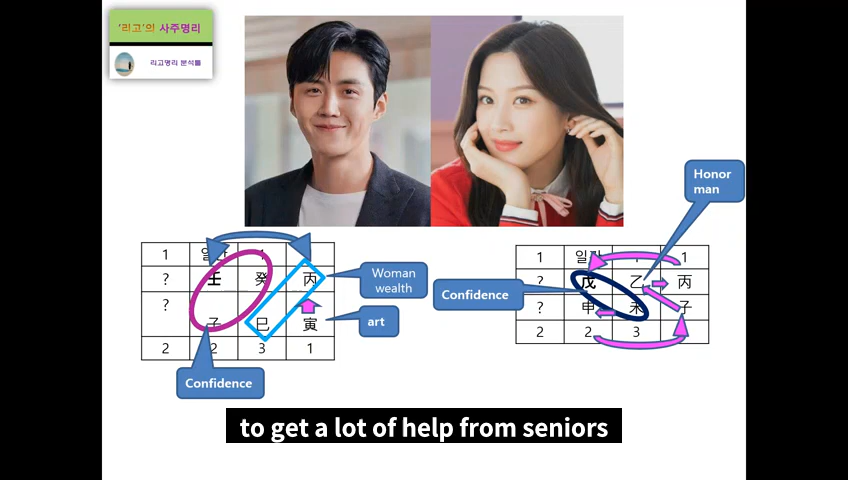 '리고'의 사주명리
리고명리 분석틀
Honor
man
1
1
?
壬
癸
丙
?
子
巳
寅
2
2
3
1
Woman
wealth
art
Confidence
1
1
?
戊
乙
丙
?
申
未
子
2
2
3
Confidence
to get a lot of help from seniors